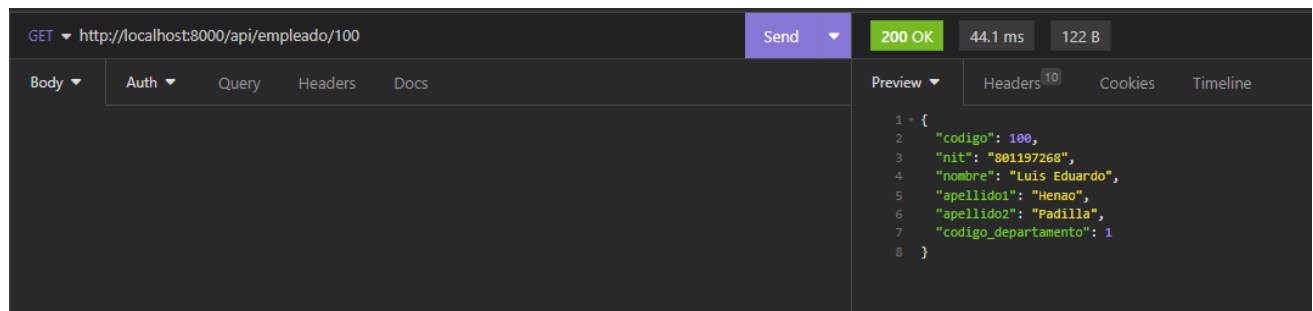 GET http://localhost:8000/api/empleado/100 Send 200 OK 44.1 ms 122 B
Body Auth Query Headers Docs Preview Headers 10 Cookies Timeline
1 {
2 "codigo": 100,
3 "nit": "801197268",
4 "nombre": "Luis Eduardo",
5 "apellido1": "Henao",
6 "apellido2": "Padilla",
7 "codigo_departamento": 1
8 }